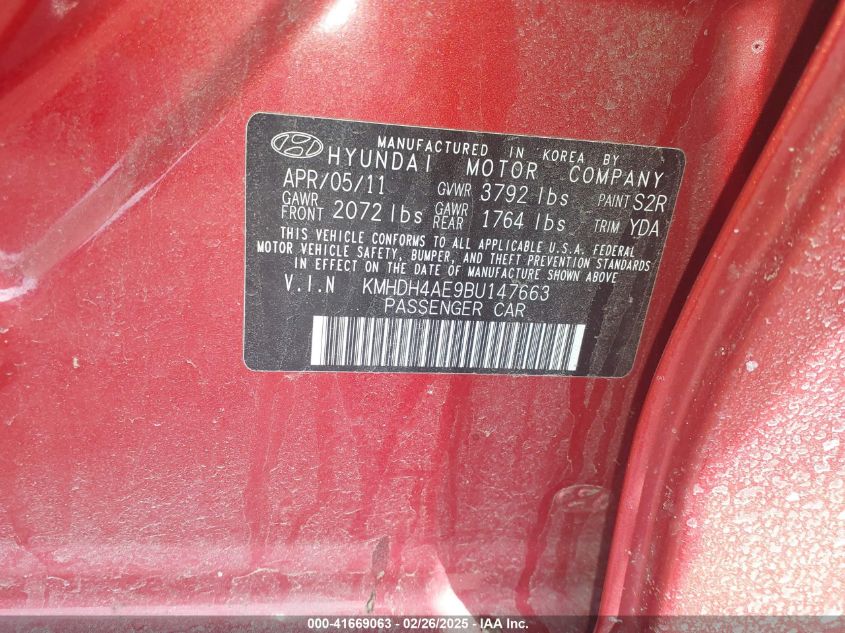 MANUFACTURED IN KOREA BY
HYUNDAI MOTOR COMPANY
APR/05/11 GVWR 3792 lbs PAINT S2R
GAWR FRONT 2072 lbs GAWR REAR 1764 lbs TRIM YDA
THIS VEHICLE CONFORMS TO ALL APPLICABLE U.S.A. FEDERAL
MOTOR VEHICLE SAFETY, BUMPER, AND THEFT PREVENTION STANDARDS
IN EFFECT ON THE DATE OF MANUFACTURE SHOWN ABOVE
V.I.N KMHDH4AE9BU147663
PASSENGER CAR
000-41669063 - 02/26/2025 - IAA Inc.